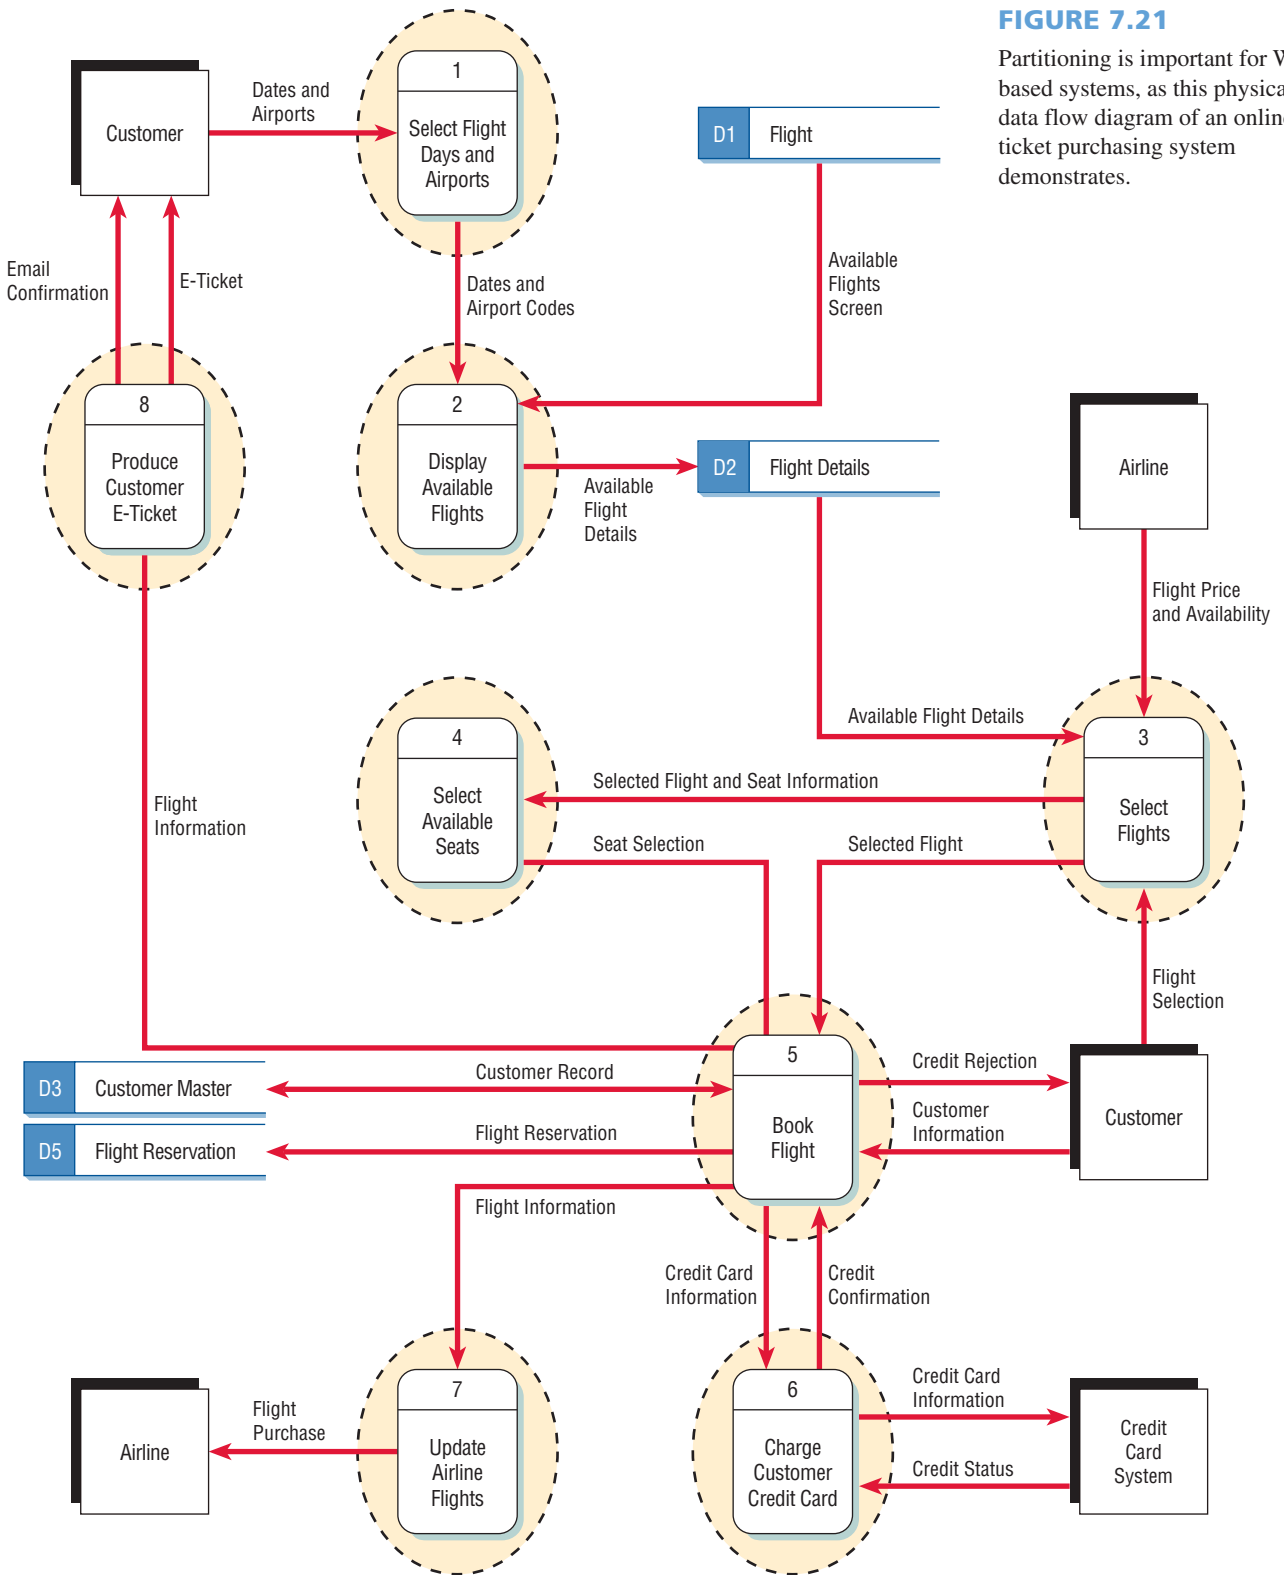 FIGURE 7.21
Partitioning is important for W
based systems, as this physica
data flow diagram of an online
ticket purchasing system
demonstrates.
Customer
Dates and
Airports
1
Select Flight
Days and
Airports
D1 Flight
Email
Confirmation
E-Ticket
Dates and
Airport Codes
Available
Flights
Screen
8
Produce
Customer
E-Ticket
2
Display
Available
Flights
Available
Flight
Details
D2 Flight Details
Airline
Flight Price
and Availability
Available Flight Details
3
Select
Flights
4
Select
Available
Seats
Selected Flight and Seat Information
Seat Selection
Selected Flight
Flight
Information
Flight
Selection
D3 Customer Master
Customer Record
5
Book
Flight
Credit Rejection
Customer
Information
Customer
D5 Flight Reservation
Flight Reservation
Flight Information
Credit Card
Information
Credit
Confirmation
Airline
Flight
Purchase
7
Update
Airline
Flights
6
Charge
Customer
Credit Card
Credit Card
Information
Credit Status
Credit
Card
System